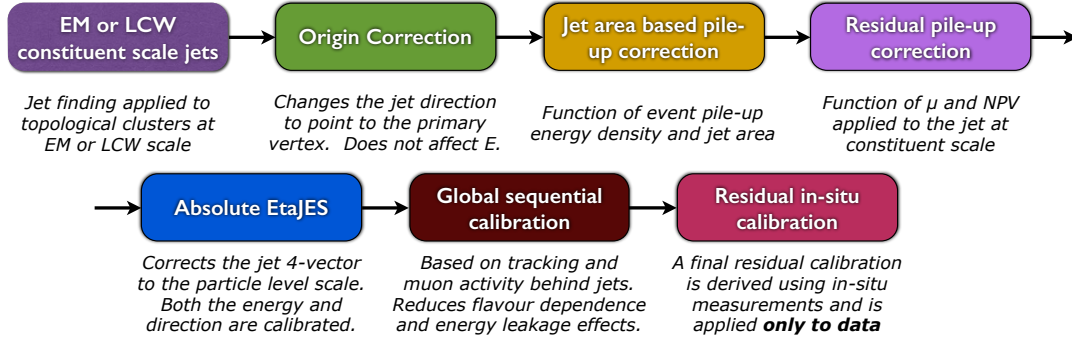 EM or LCW
constituent scale jets
Origin Correction
Jet area based pile-
up correction
Residual pile-up
correction
Jet finding applied to
topological clusters at
EM or LCW scale
Changes the jet direction
to point to the primary
vertex. Does not affect E.
Function of event pile-up
energy density and jet area
Function of µ and NPV
applied to the jet at
constituent scale
Absolute EtaJES
Global sequential
calibration
Residual in-situ
calibration
Corrects the jet 4-vector
to the particle level scale.
Both the energy and
direction are calibrated.
Based on tracking and
muon activity behind jets.
Reduces flavour dependence
and energy leakage effects.
A final residual calibration
is derived using in-situ
measurements and is
applied only to data